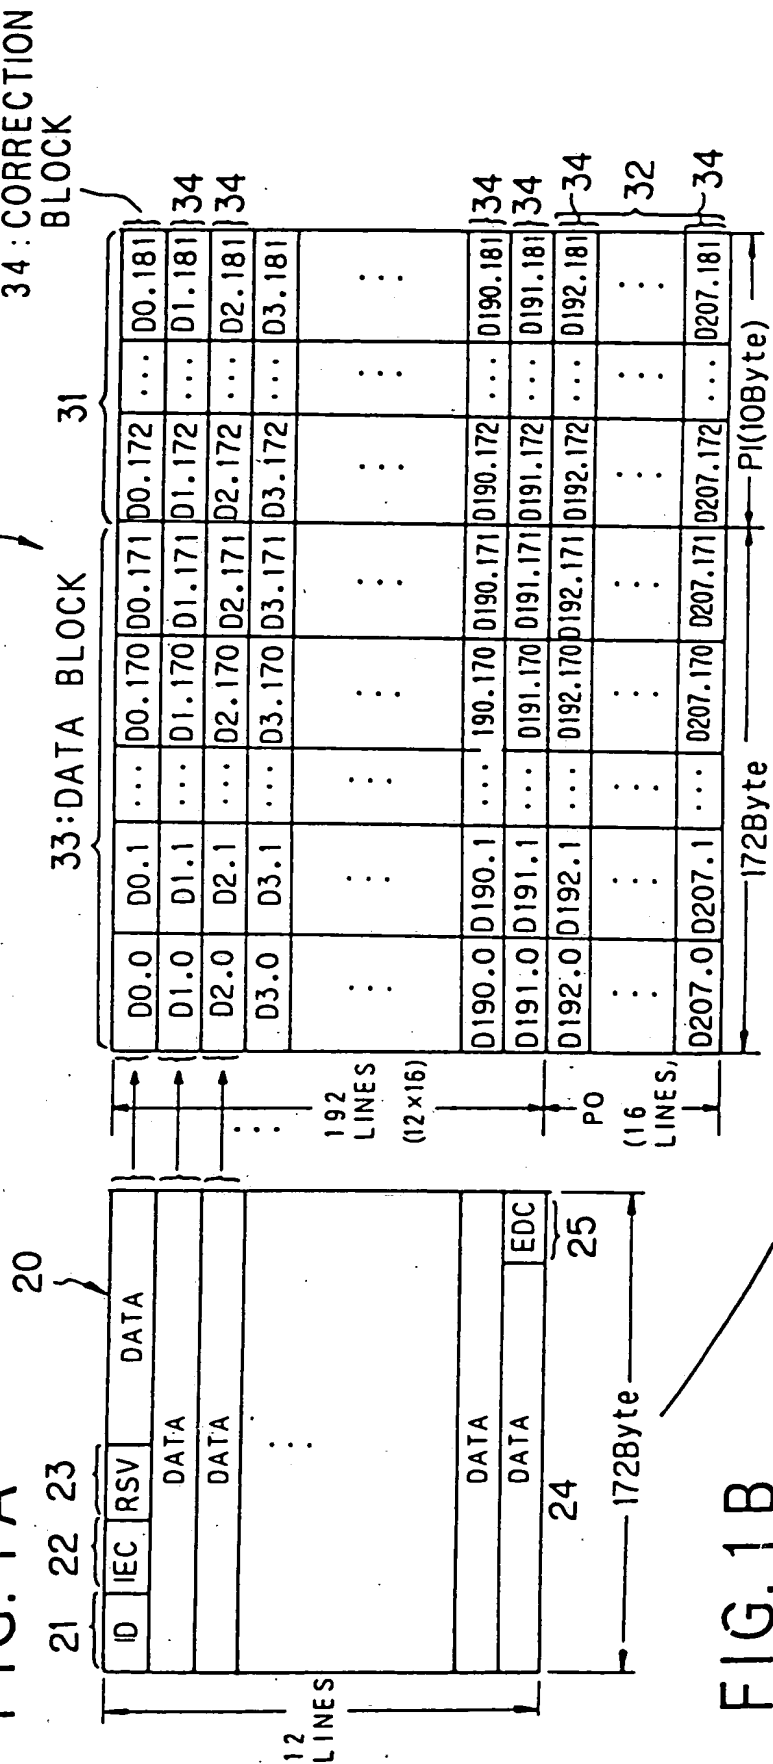 FIG. 1A
20
21 22 23
ID IEC RSV DATA
DATA
DATA
...
DATA
DATA EDC
24 25
12 LINES
172Byte
FIG. 1B
33:DATA BLOCK
31
34:CORRECTION
BLOCK
D0.0 D0.1 ... D0.170 D0.171 D0.172 ... D0.181
D1.0 D1.1 ... D1.170 D1.171 D1.172 ... D1.181 34
D2.0 D2.1 ... D2.170 D2.171 D2.172 ... D2.181 34
D3.0 D3.1 ... D3.170 D3.171 D3.172 ... D3.181
... ... ... ... ... ... ... ...
D190.0 D190.1 ... 190.170 D190.171 D190.172 ... D190.181 34
D191.0 D191.1 ... D191.170 D191.171 D191.172 ... D191.181 34
D192.0 D192.1 ... D192.170 D192.171 D192.172 ... D192.181 34
... ... ... ... ... ... ... ... 32
D207.0 D207.1 ... D207.170 D207.171 D207.172 ... D207.181 34
...
192
LINES
(12×16)
PO
(16
LINES)
172Byte PI(10Byte)